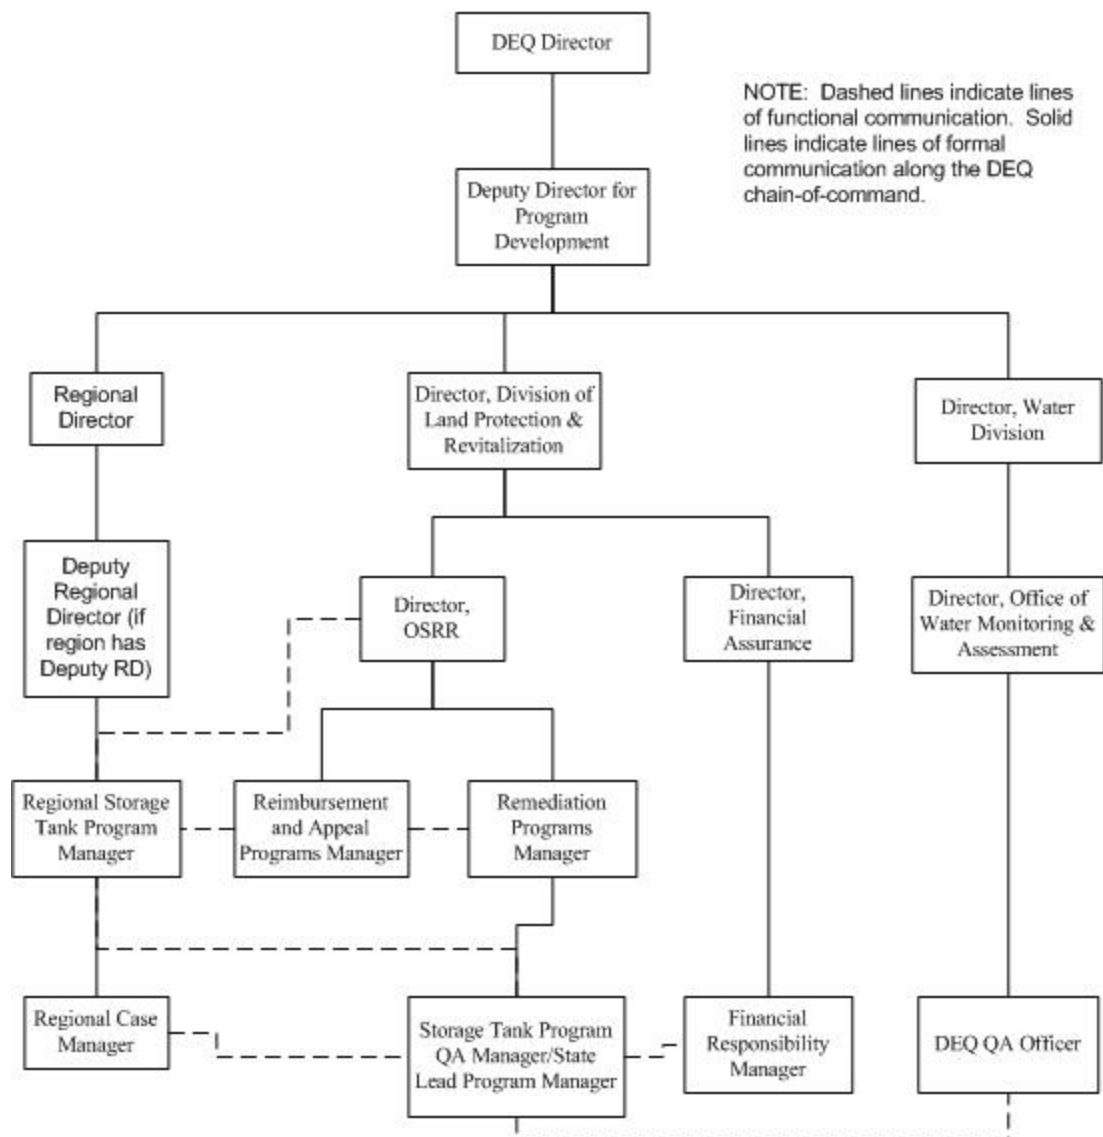 DEQ Director
NOTE: Dashed lines indicate lines
of functional communication. Solid
lines indicate lines of formal
communication along the DEQ
chain-of-command.
Deputy Director for
Program
Development
Regional
Director
Director, Division of
Land Protection &
Revitalization
Director, Water
Division
Deputy
Regional
Director (if
region has
Deputy RD)
Director,
OSRR
Director,
Financial
Assurance
Director, Office of
Water Monitoring &
Assessment
Regional Storage
Tank Program
Manager
Reimbursement
and Appeal
Programs Manager
Remediation
Programs
Manager
Regional Case
Manager
Storage Tank Program
QA Manager/State
Lead Program Manager
Financial
Responsibility
Manager
DEQ QA Officer